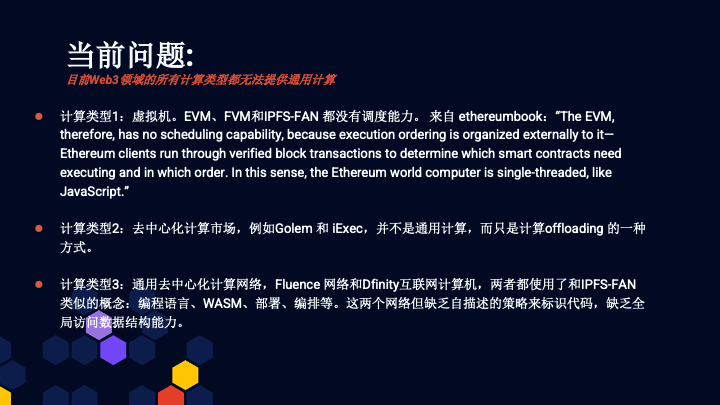 当前问题:
目前Web3领域的所有计算类型都无法提供通用计算
计算类型1：虚拟机。EVM、FVM和IPFS-FAN 都没有调度能力。 来自 ethereumbook：“The EVM,
therefore, has no scheduling capability, because execution ordering is organized externally to it—
Ethereum clients run through verified block transactions to determine which smart contracts need
executing and in which order. In this sense, the Ethereum world computer is single-threaded, like
JavaScript.”
计算类型2：去中心化计算市场，例如Golem 和 iExec，并不是通用计算，而只是计算offloading 的一种
方式。
计算类型3：通用去中心化计算网络，Fluence 网络和Dfinity互联网计算机，两者都使用了和IPFS-FAN
类似的概念：编程语言、WASM、部署、编排等。这两个网络但缺乏自描述的策略来标识代码，缺乏全
局访问数据结构能力。